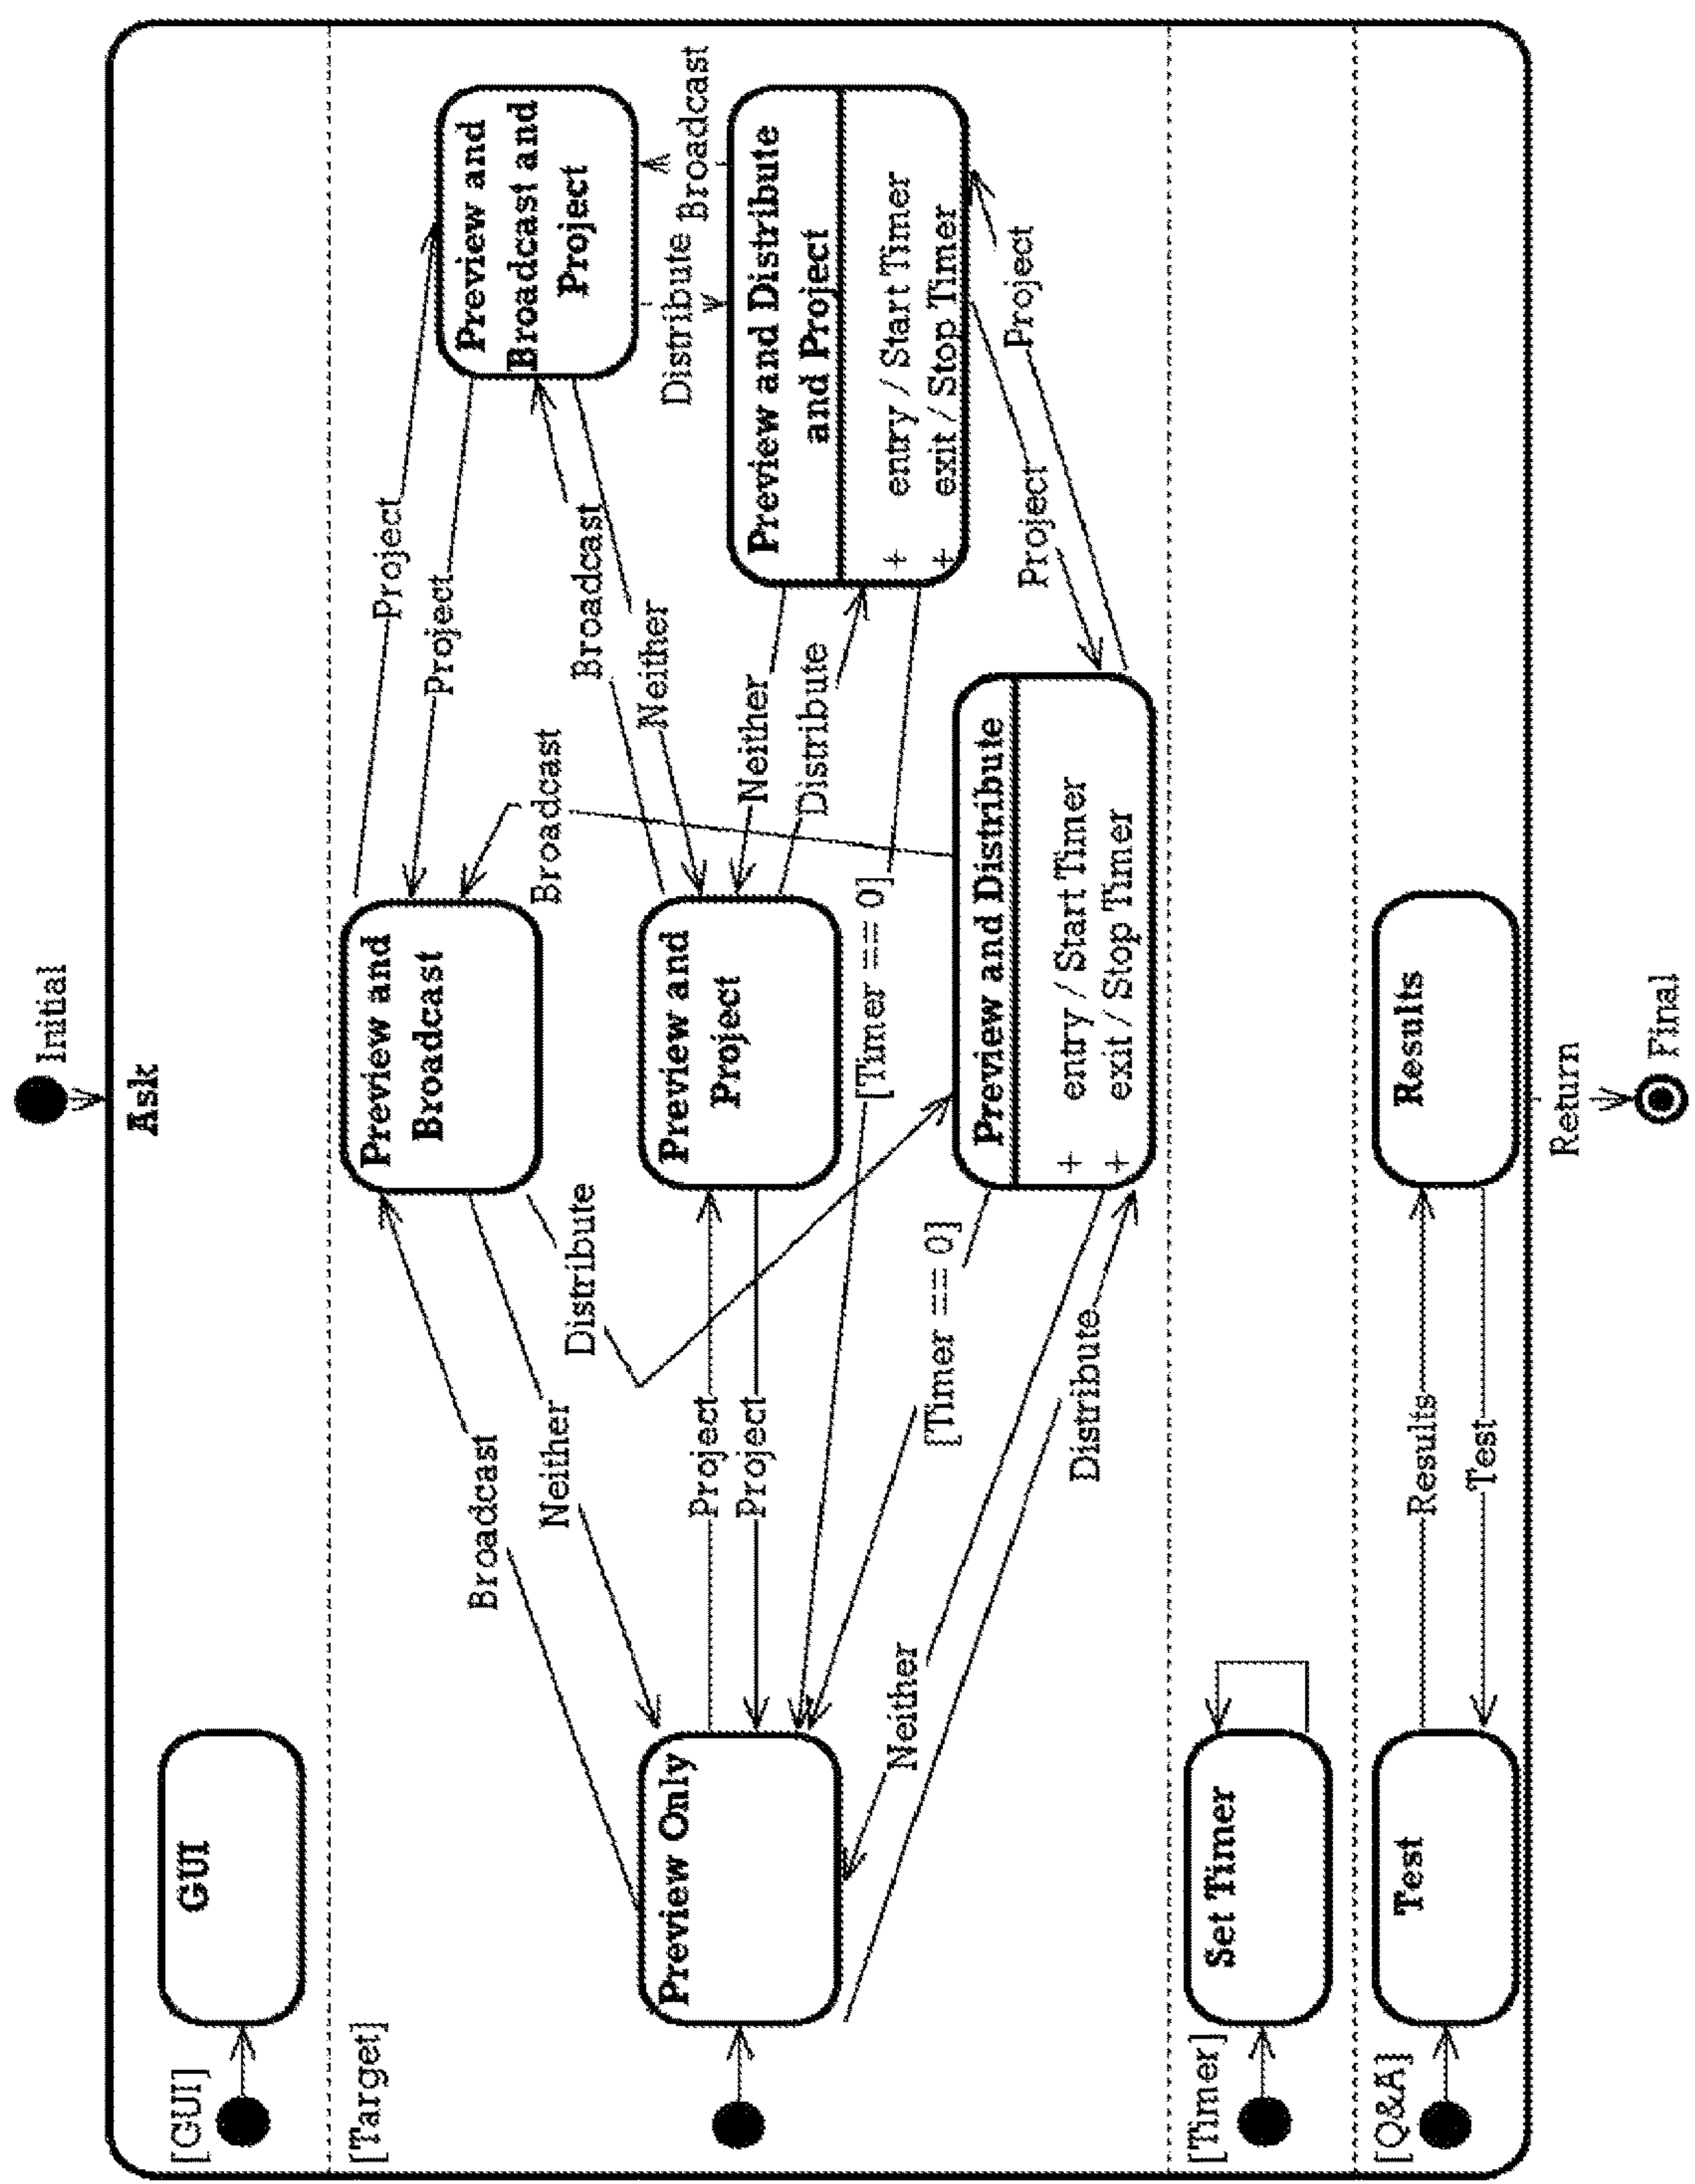 Initial
Ask
[GUI]
GUI
[Target]
Preview Only
Broadcast
Neither
Project
Project
[Timer == 0]
Neither
Distribute
Distribute
Preview and
Broadcast
Preview and
Project
[Timer == 0]
Preview and Distribute
+ entry / Start Timer
+ exit / Stop Timer
Broadcast
Project
Project
Broadcast
Neither
Neither
Distribute
Project
Project
Preview and
Broadcast and
Project
Distribute
Broadcast
Preview and Distribute
and Project
+ entry / Start Timer
+ exit / Stop Timer
[Timer]
Set Timer
[Q&A]
Test
Results
Test
Results
Return
Final